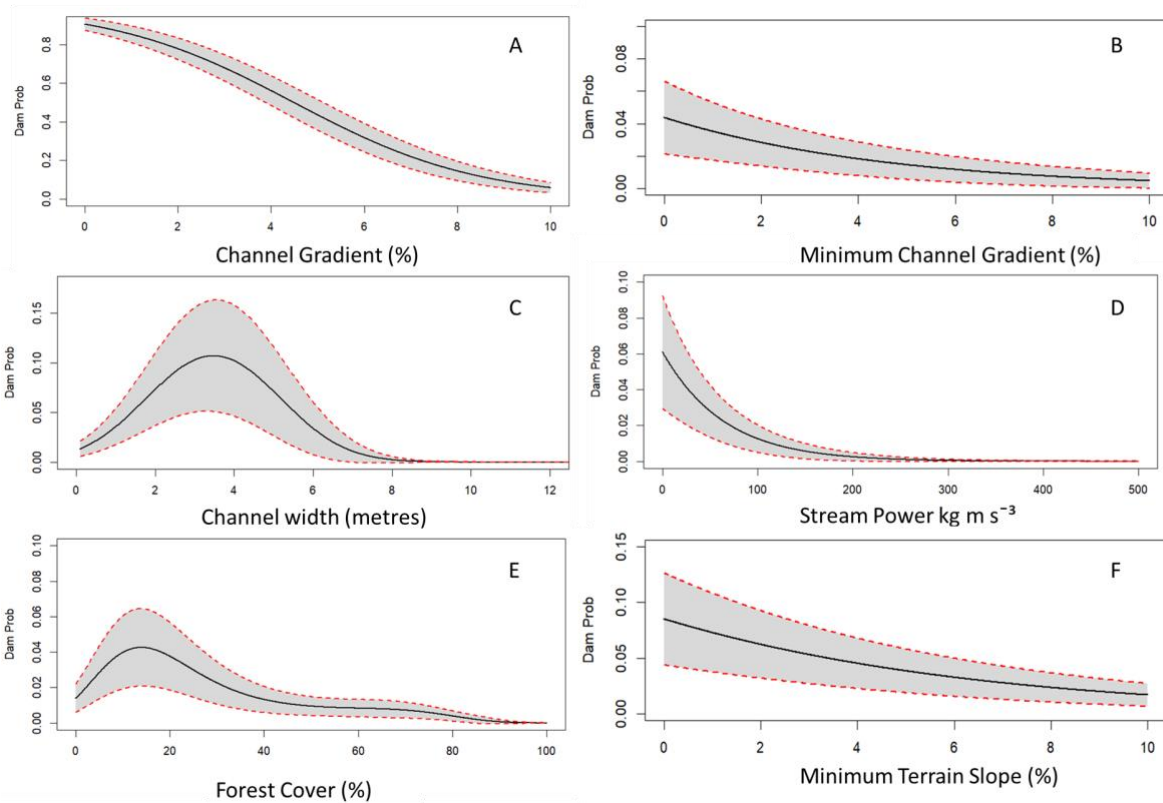 A
Dam Prob
0.8
0.6
0.4
0.2
0.0
0 2 4 6 8 10
Channel Gradient (%)
B
Dam Prob
0.08
0.04
0.00
0 2 4 6 8 10
Minimum Channel Gradient (%)
C
Dam Prob
0.15
0.10
0.05
0.00
0 2 4 6 8 10 12
Channel width (metres)
D
Dam Prob
0.10
0.08
0.06
0.04
0.02
0.00
0 100 200 300 400 500
Stream Power kg m s⁻³
E
Dam Prob
0.10
0.08
0.06
0.04
0.02
0.00
0 20 40 60 80 100
Forest Cover (%)
F
Dam Prob
0.15
0.10
0.05
0.00
0 2 4 6 8 10
Minimum Terrain Slope (%)